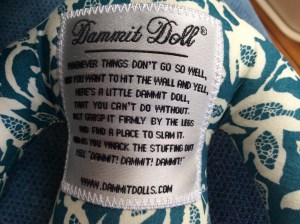 Dammit Doll®
WHENEVER THINGS DON'T GO SO WELL,
AND YOU WANT TO HIT THE WALL AND YELL,
HERE'S A LITTLE DAMMIT DOLL,
THAT YOU CAN'T DO WITHOUT.
JUST GRASP IT FIRMLY BY THE LEGS
AND FIND A PLACE TO SLAM IT.
AND AS YOU WHACK THE STUFFING OUT
YELL "DAMMIT! DAMMIT! DAMMIT!"
WWW.DAMMITDOLLS.COM